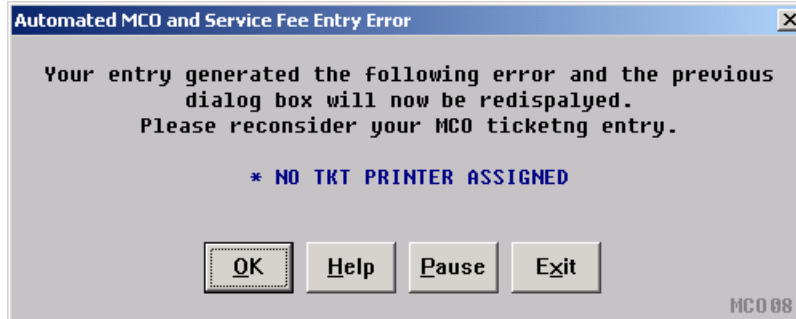 Automated MCO and Service Fee Entry Error
Your entry generated the following error and the previous
dialog box will now be redispalyed.
Please reconsider your MCO ticketng entry.
* NO TKT PRINTER ASSIGNED
OK Help Pause Exit
MCO08